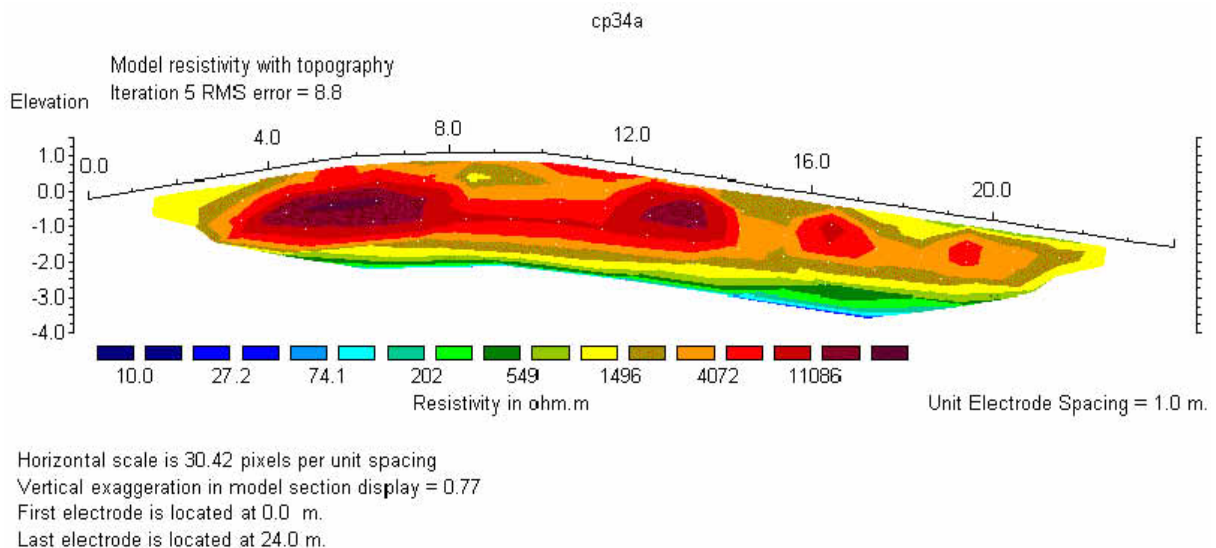 cp34a
Model resistivity with topography
Iteration 5 RMS error = 8.8
Elevation
0.0 4.0 8.0 12.0 16.0 20.0
1.0
0.0
-1.0
-2.0
-3.0
-4.0
10.0 27.2 74.1 202 549 1496 4072 11086
Resistivity in ohm.m
Unit Electrode Spacing = 1.0 m.
Horizontal scale is 30.42 pixels per unit spacing
Vertical exaggeration in model section display = 0.77
First electrode is located at 0.0 m.
Last electrode is located at 24.0 m.